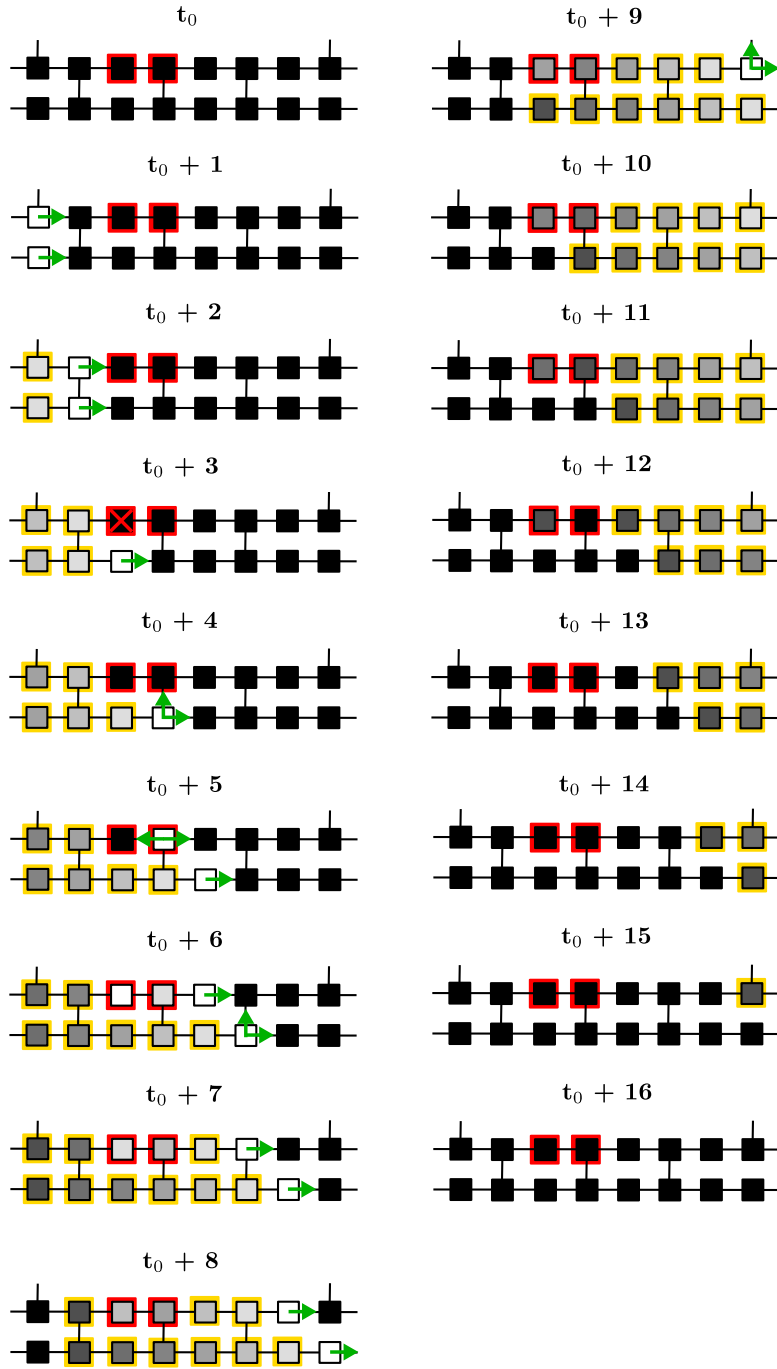 t₀
t₀ + 1
t₀ + 2
t₀ + 3
t₀ + 4
t₀ + 5
t₀ + 6
t₀ + 7
t₀ + 8
t₀ + 9
t₀ + 10
t₀ + 11
t₀ + 12
t₀ + 13
t₀ + 14
t₀ + 15
t₀ + 16